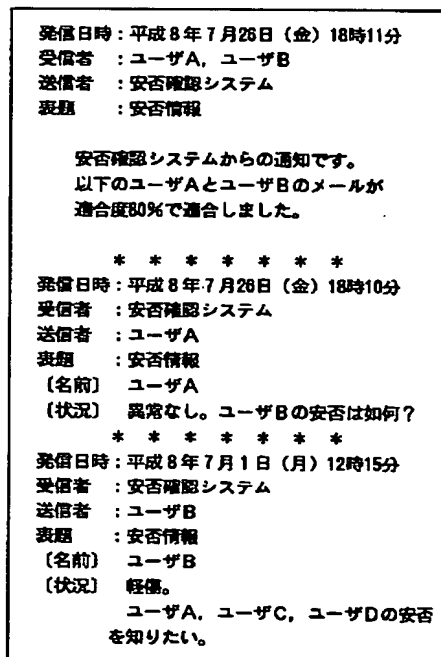 発信日時：平成８年７月26日（金）18時11分
受信者　：ユーザA，ユーザB
送信者　：安否確認システム
表題　　：安否情報
安否確認システムからの通知です。
以下のユーザAとユーザBのメールが
適合度80％で適合しました。
＊　＊　＊　＊　＊　＊　＊
発信日時：平成８年７月26日（金）18時10分
受信者　：安否確認システム
送信者　：ユーザA
表題　　：安否情報
〔名前〕　ユーザA
〔状況〕　異常なし。ユーザBの安否は如何？
＊　＊　＊　＊　＊　＊　＊
発信日時：平成８年７月１日（月）12時15分
受信者　：安否確認システム
送信者　：ユーザB
表題　　：安否情報
〔名前〕　ユーザB
〔状況〕　軽傷。
ユーザA，ユーザC，ユーザDの安否
を知りたい。